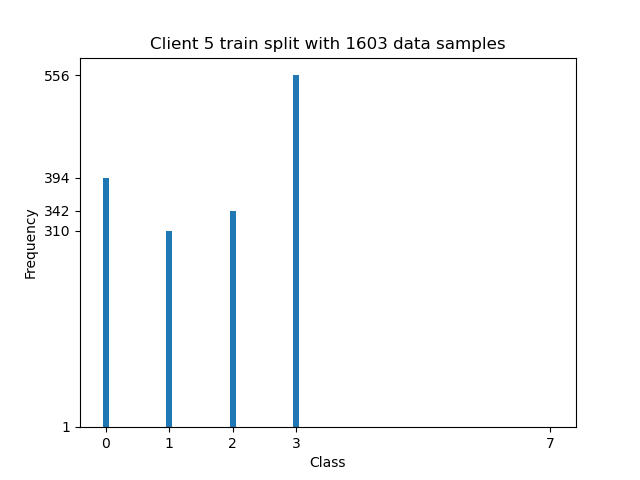 Client 5 train split with 1603 data samples
556
394
342
310
1
Frequency
0 1 2 3 7
Class